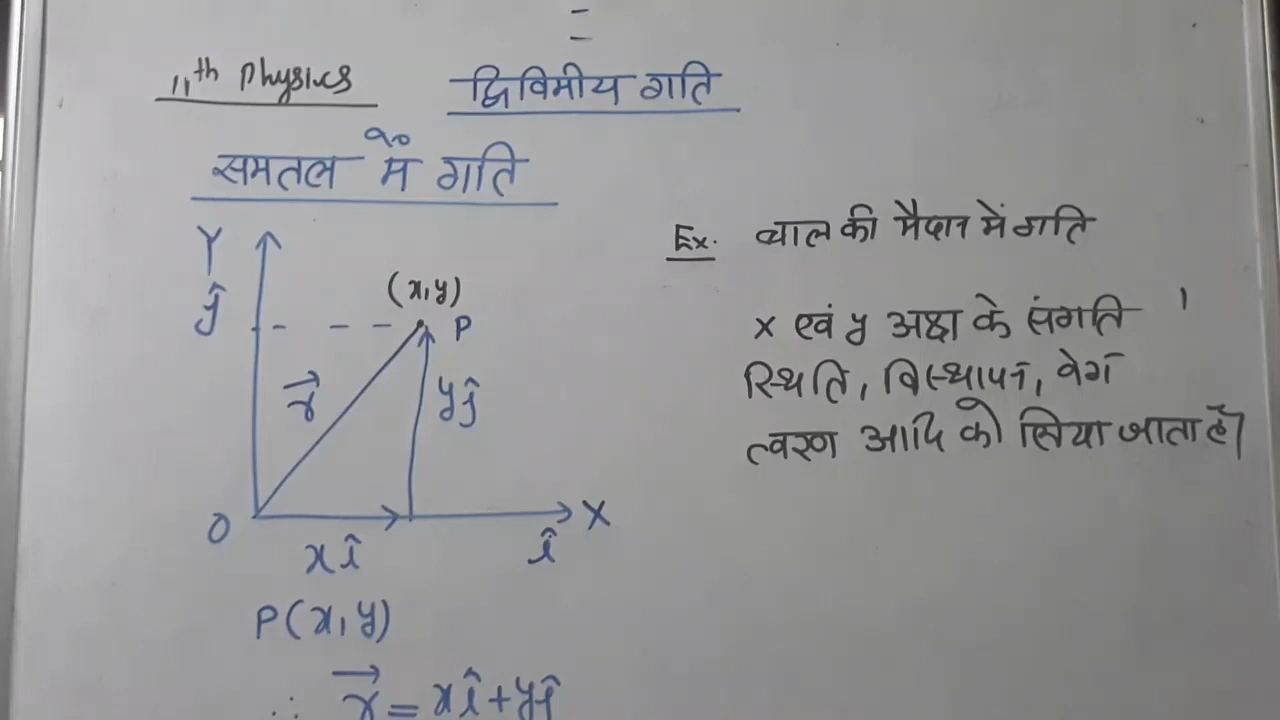 11th Physics
द्विविमीय गति
समतल में गति
Y
ĵ
(x,y)
P
r⃗
yĵ
O
xî
î
X
P(x,y)
∴ r⃗ = xî+yĵ
Ex. बाल की मैदान में गति
x एवं y अक्ष के संगति
स्थिति, विस्थापन, वेग
त्वरण आदि को लिया जाता है।